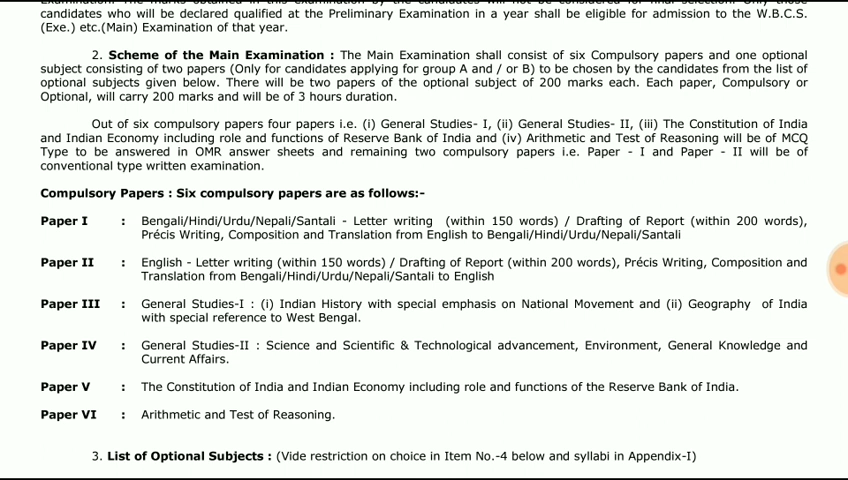 candidates who will be declared qualified at the Preliminary Examination in a year shall be eligible for admission to the W.B.C.S.
(Exe.) etc.(Main) Examination of that year.
2. Scheme of the Main Examination : The Main Examination shall consist of six Compulsory papers and one optional
subject consisting of two papers (Only for candidates applying for group A and / or B) to be chosen by the candidates from the list of
optional subjects given below. There will be two papers of the optional subject of 200 marks each. Each paper, Compulsory or
Optional, will carry 200 marks and will be of 3 hours duration.
Out of six compulsory papers four papers i.e. (i) General Studies- I, (ii) General Studies- II, (iii) The Constitution of India
and Indian Economy including role and functions of Reserve Bank of India and (iv) Arithmetic and Test of Reasoning will be of MCQ
Type to be answered in OMR answer sheets and remaining two compulsory papers i.e. Paper - I and Paper - II will be of
conventional type written examination.
Compulsory Papers : Six compulsory papers are as follows:-
Paper I : Bengali/Hindi/Urdu/Nepali/Santali - Letter writing (within 150 words) / Drafting of Report (within 200 words),
Précis Writing, Composition and Translation from English to Bengali/Hindi/Urdu/Nepali/Santali
Paper II : English - Letter writing (within 150 words) / Drafting of Report (within 200 words), Précis Writing, Composition and
Translation from Bengali/Hindi/Urdu/Nepali/Santali to English
Paper III : General Studies-I : (i) Indian History with special emphasis on National Movement and (ii) Geography of India
with special reference to West Bengal.
Paper IV : General Studies-II : Science and Scientific & Technological advancement, Environment, General Knowledge and
Current Affairs.
Paper V : The Constitution of India and Indian Economy including role and functions of the Reserve Bank of India.
Paper VI : Arithmetic and Test of Reasoning.
3. List of Optional Subjects : (Vide restriction on choice in Item No.-4 below and syllabi in Appendix-I)